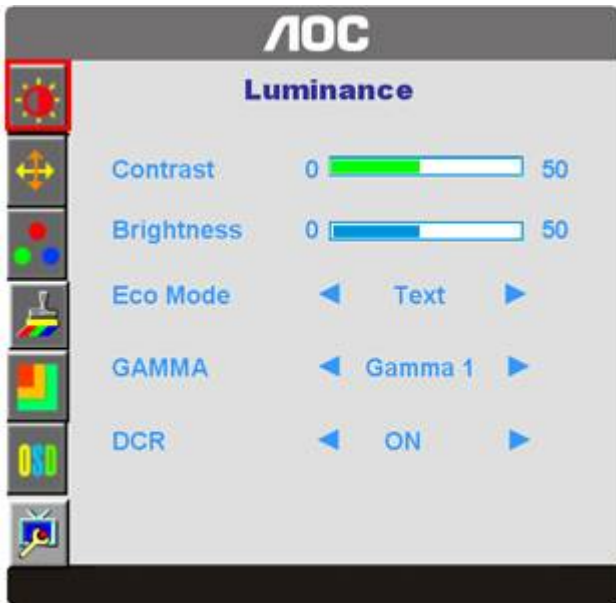 AOC
Luminance
Contrast 0 50
Brightness 0 50
Eco Mode Text
GAMMA Gamma 1
DCR ON
OSD